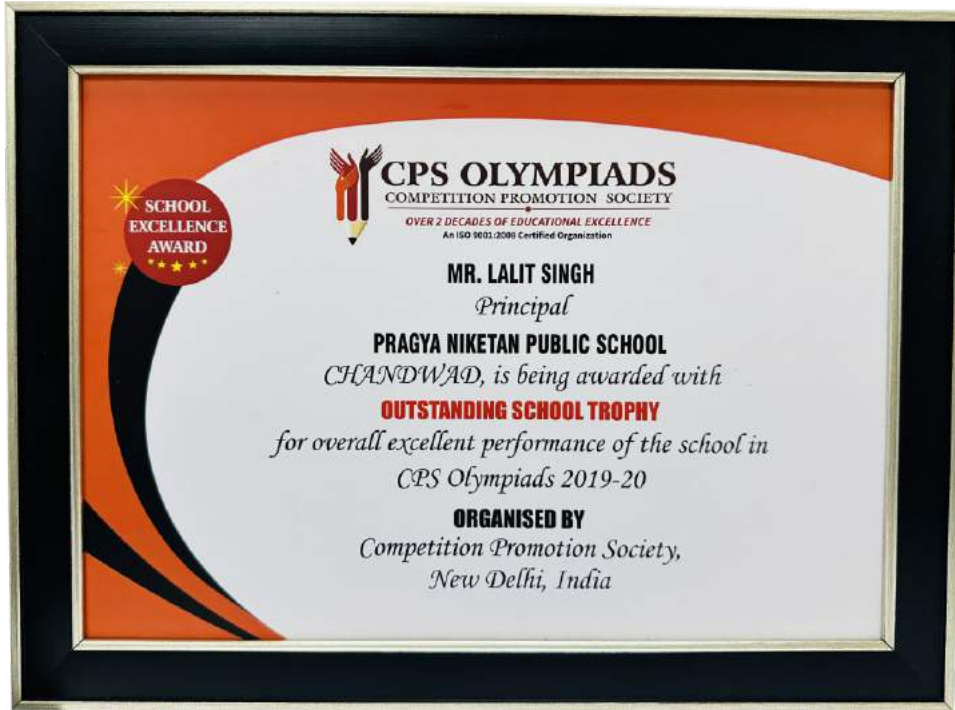 CPS OLYMPIADS
COMPETITION PROMOTION SOCIETY
OVER 2 DECADES OF EDUCATIONAL EXCELLENCE
An ISO 9001:2008 Certified Organization
SCHOOL
EXCELLENCE
AWARD
MR. LALIT SINGH
Principal
PRAGYA NIKETAN PUBLIC SCHOOL
CHANDWAD, is being awarded with
OUTSTANDING SCHOOL TROPHY
for overall excellent performance of the school in
CPS Olympiads 2019-20
ORGANISED BY
Competition Promotion Society,
New Delhi, India